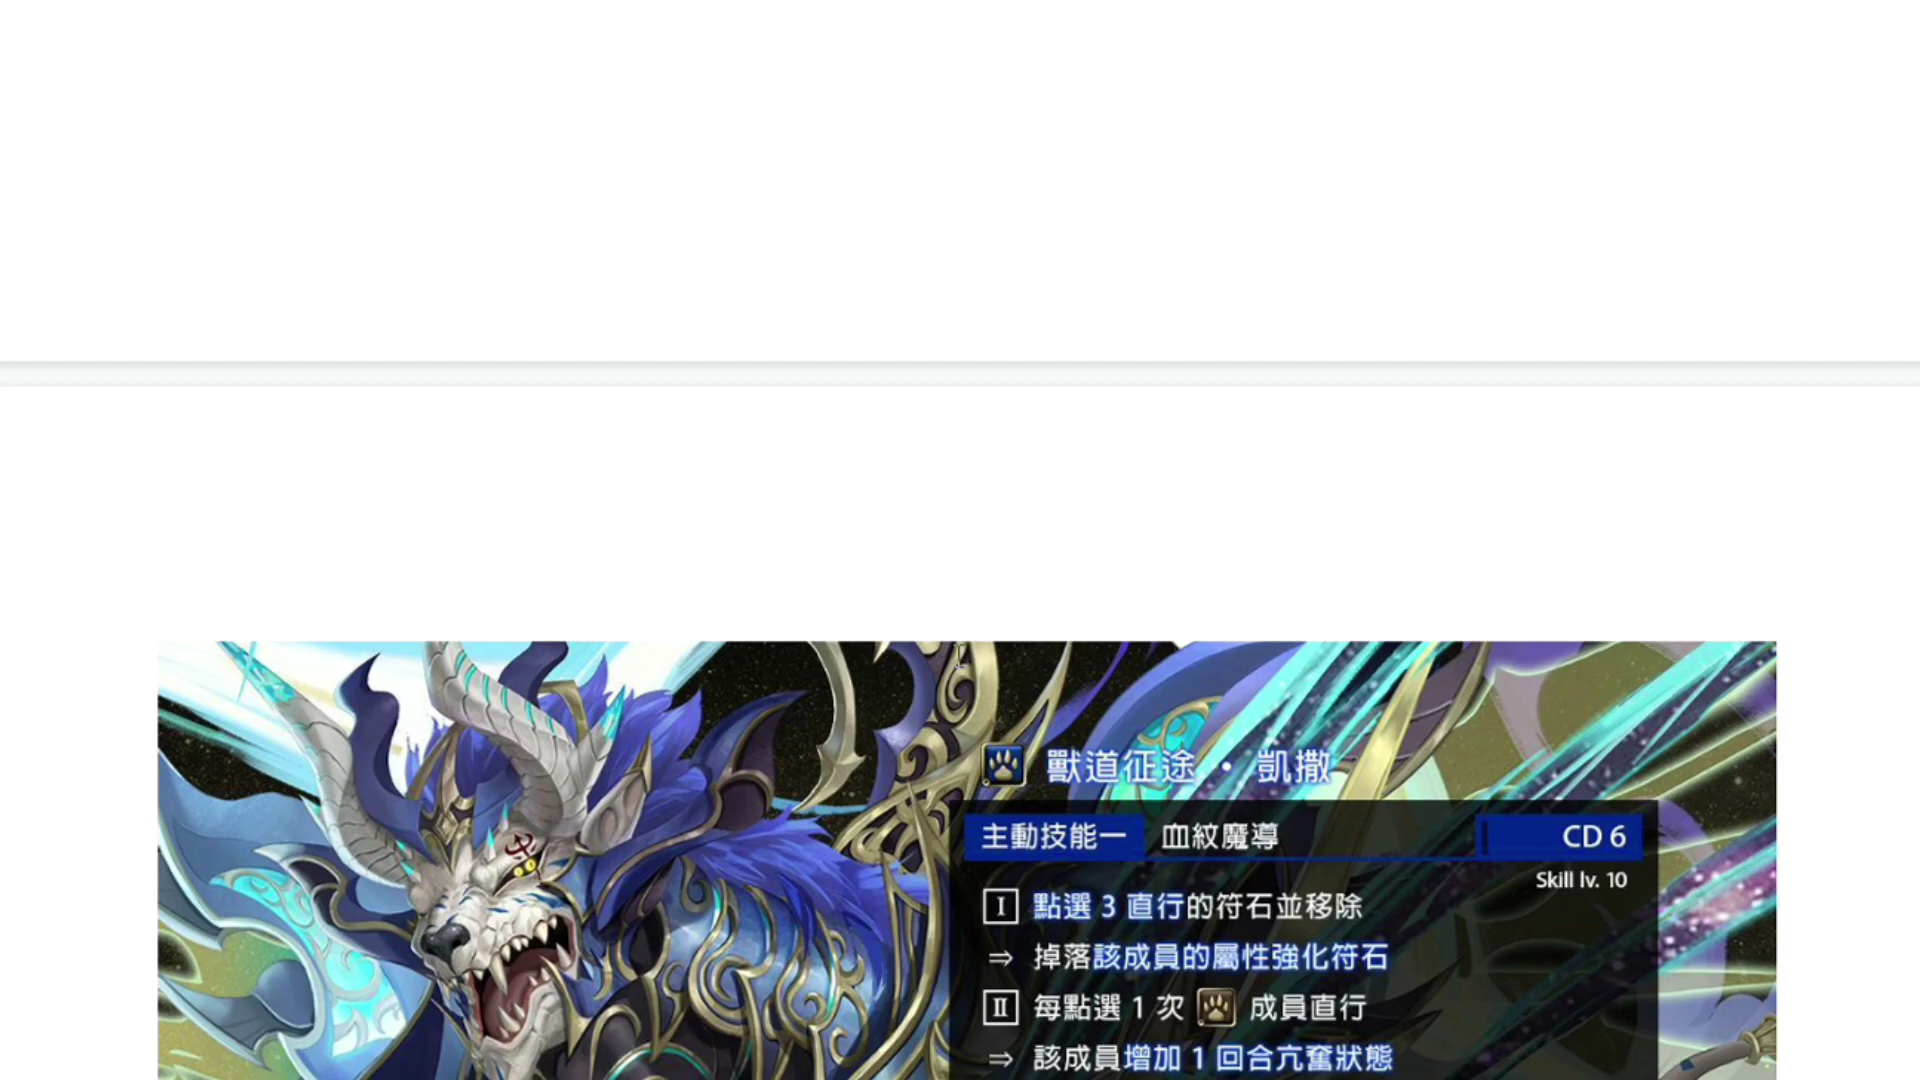 獸道征途 • 凱撒
主動技能一 血紋魔導 CD 6
Skill lv. 10
I 點選 3 直行的符石並移除
⇒ 掉落該成員的屬性強化符石
II 每點選 1 次 成員直行
⇒ 該成員增加 1 回合亢奮狀態